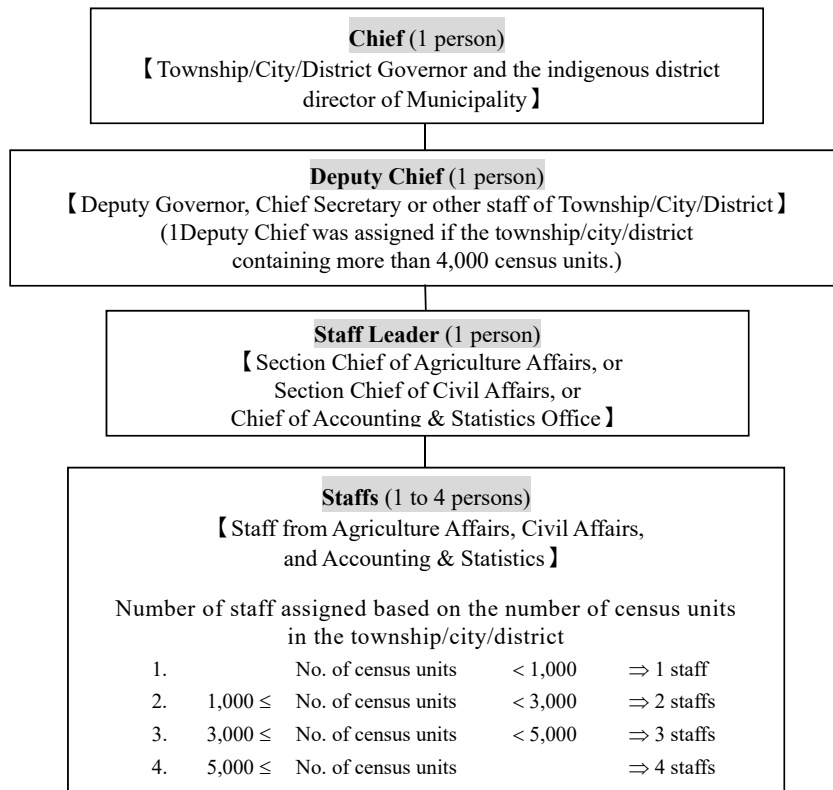 Chief (1 person)
【Township/City/District Governor and the indigenous district
director of Municipality】
Deputy Chief (1 person)
【Deputy Governor, Chief Secretary or other staff of Township/City/District】
(1Deputy Chief was assigned if the township/city/district
containing more than 4,000 census units.)
Staff Leader (1 person)
【Section Chief of Agriculture Affairs, or
Section Chief of Civil Affairs, or
Chief of Accounting & Statistics Office】
Staffs (1 to 4 persons)
【Staff from Agriculture Affairs, Civil Affairs,
and Accounting & Statistics】
Number of staff assigned based on the number of census units
in the township/city/district
1. No. of census units < 1,000 ⇒ 1 staff
2. 1,000 ≤ No. of census units < 3,000 ⇒ 2 staffs
3. 3,000 ≤ No. of census units < 5,000 ⇒ 3 staffs
4. 5,000 ≤ No. of census units ⇒ 4 staffs